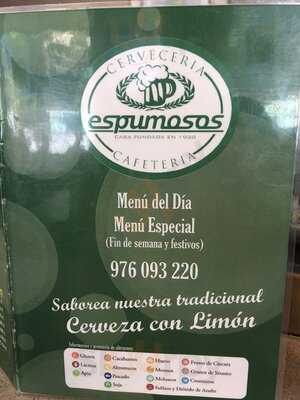 CERVECERIA
espumosos
CASA FUNDADA EN 1920
CAFETERIA
Menú del Día
Menú Especial
(Fin de semana y festivos)
976 093 220
Saborea nuestra tradicional
Cerveza con Limón
Gluten
Cacahuetes
Huevo
Frutos de Cáscara
Lácteos
Altramuces
Mostaza
Granos de Sésamo
Apio
Pescado
Moluscos
Crustáceos
Soja
Sulfitos y Dióxido de Azufre